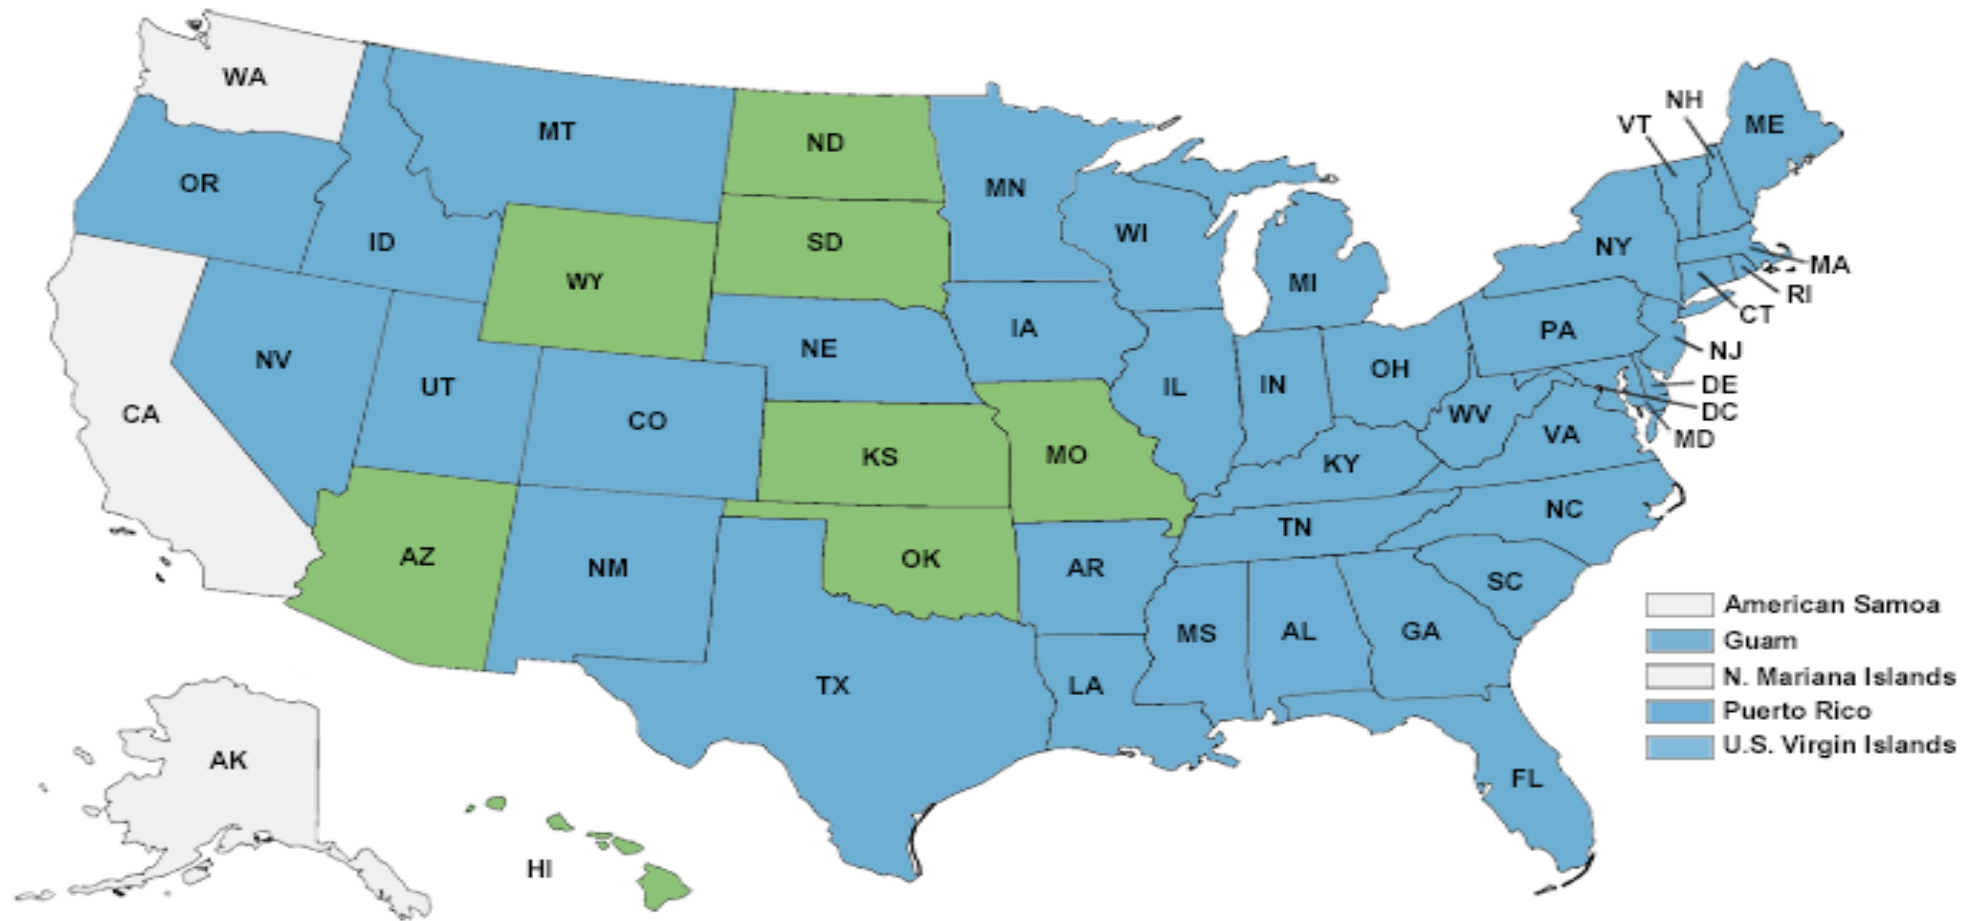 WA
MT
ND
MN
OR
ID
SD
WI
WY
MI
NY
VT
NH
ME
MA
RI
CT
NJ
DE
DC
MD
PA
IA
NE
NV
UT
CO
CA
IL
IN
OH
WV
VA
KS
MO
KY
NC
TN
AZ
NM
OK
AR
SC
MS
AL
GA
TX
LA
FL
AK
HI
American Samoa
Guam
N. Mariana Islands
Puerto Rico
U.S. Virgin Islands